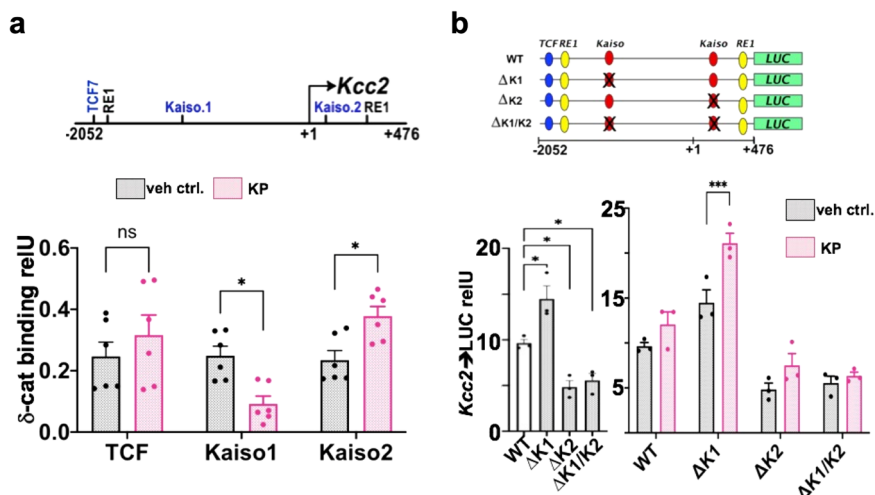 a
TCF7
RE1
Kaiso.1
Kcc2
Kaiso.2
RE1
-2052
+1
+476
veh ctrl.
KP
δ-cat binding relU
0.6
0.4
0.2
0.0
ns
*
*
TCF
Kaiso1
Kaiso2
b
TCF RE1 Kaiso Kaiso RE1
WT LUC
ΔK1 LUC
ΔK2 LUC
ΔK1/K2 LUC
-2052
+1
+476
Kcc2→LUC relU
20
10
0
*
*
*
WT
ΔK1
ΔK2
ΔK1/K2
25
15
5
***
veh ctrl.
KP
WT
ΔK1
ΔK2
ΔK1/K2